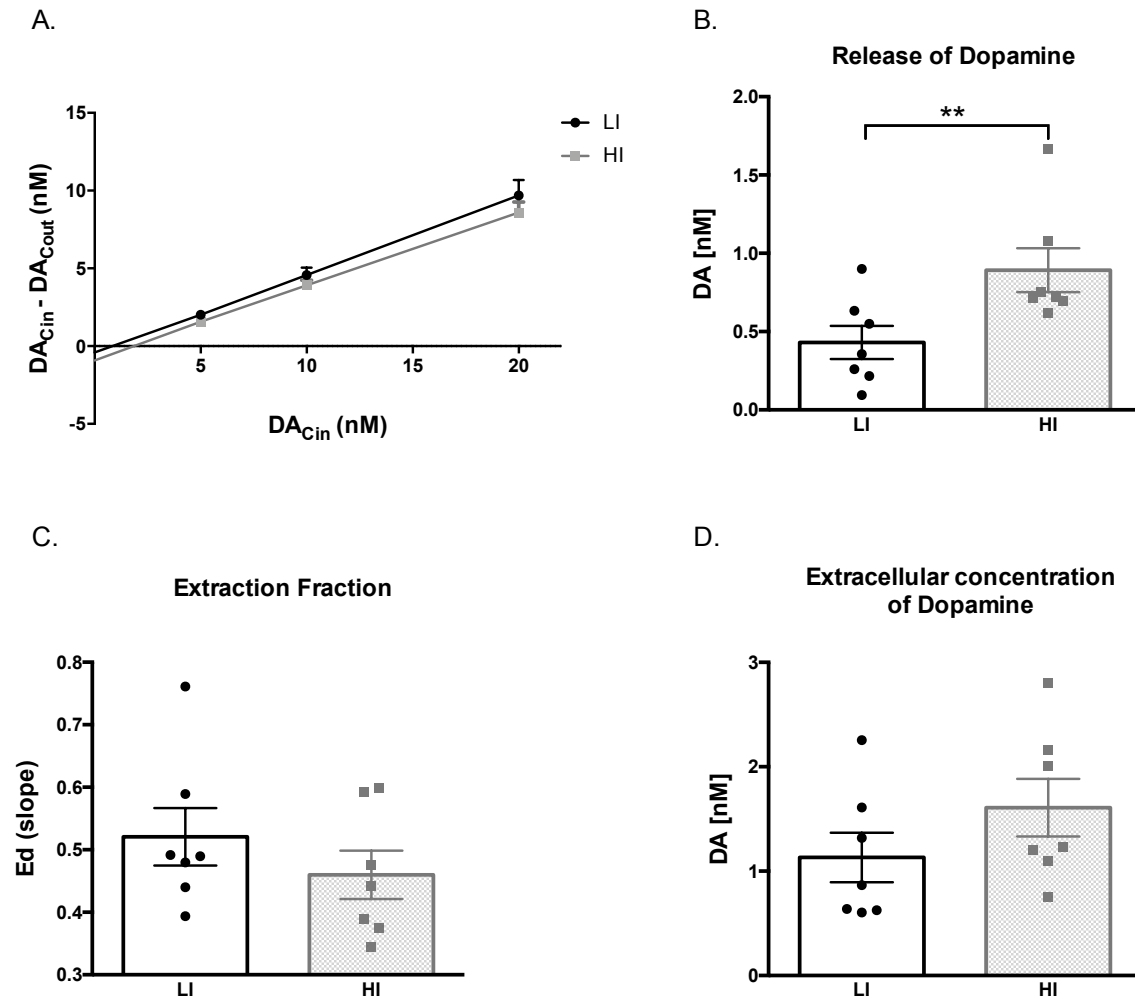 A.
15
10
5
0
-5
5
10
15
20
DACin - DACout (nM)
DACin (nM)
LI
HI
B.
Release of Dopamine
2.0
1.5
1.0
0.5
0.0
DA [nM]
**
LI
HI
C.
Extraction Fraction
0.8
0.7
0.6
0.5
0.4
0.3
Ed (slope)
LI
HI
D.
Extracellular concentration
of Dopamine
3
2
1
0
DA [nM]
LI
HI